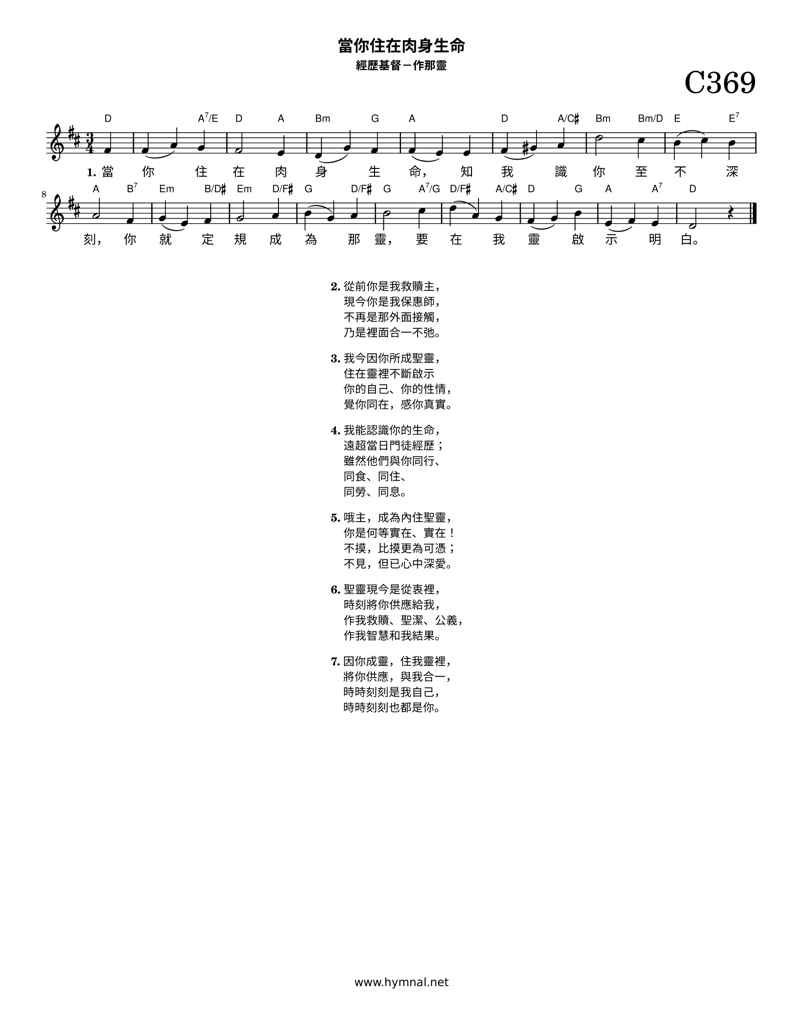 當你住在肉身生命
經歷基督－作那靈
C369
D A7/E D A Bm G A D A/C♯ Bm Bm/D E E7
3
4
1. 當 你 住 在 肉 身 生 命， 知 我 識 你 至 不 深
8 A B7 Em B/D♯ Em D/F♯ G D/F♯ G A7/G D/F♯ A/C♯ D G A A7 D
刻， 你 就 定 規 成 為 那 靈， 要 在 我 靈 啟 示 明 白。
2. 從前你是我救贖主，
現今你是我保惠師，
不再是那外面接觸，
乃是裡面合一不弛。
3. 我今因你所成聖靈，
住在靈裡不斷啟示
你的自己、你的性情，
覺你同在，感你真實。
4. 我能認識你的生命，
遠超當日門徒經歷；
雖然他們與你同行、
同食、同住、
同勞、同息。
5. 哦主，成為內住聖靈，
你是何等實在、實在！
不摸，比摸更為可憑；
不見，但已心中深愛。
6. 聖靈現今是從衷裡，
時刻將你供應給我，
作我救贖、聖潔、公義，
作我智慧和我結果。
7. 因你成靈，住我靈裡，
將你供應，與我合一，
時時刻刻是我自己，
時時刻刻也都是你。
www.hymnal.net